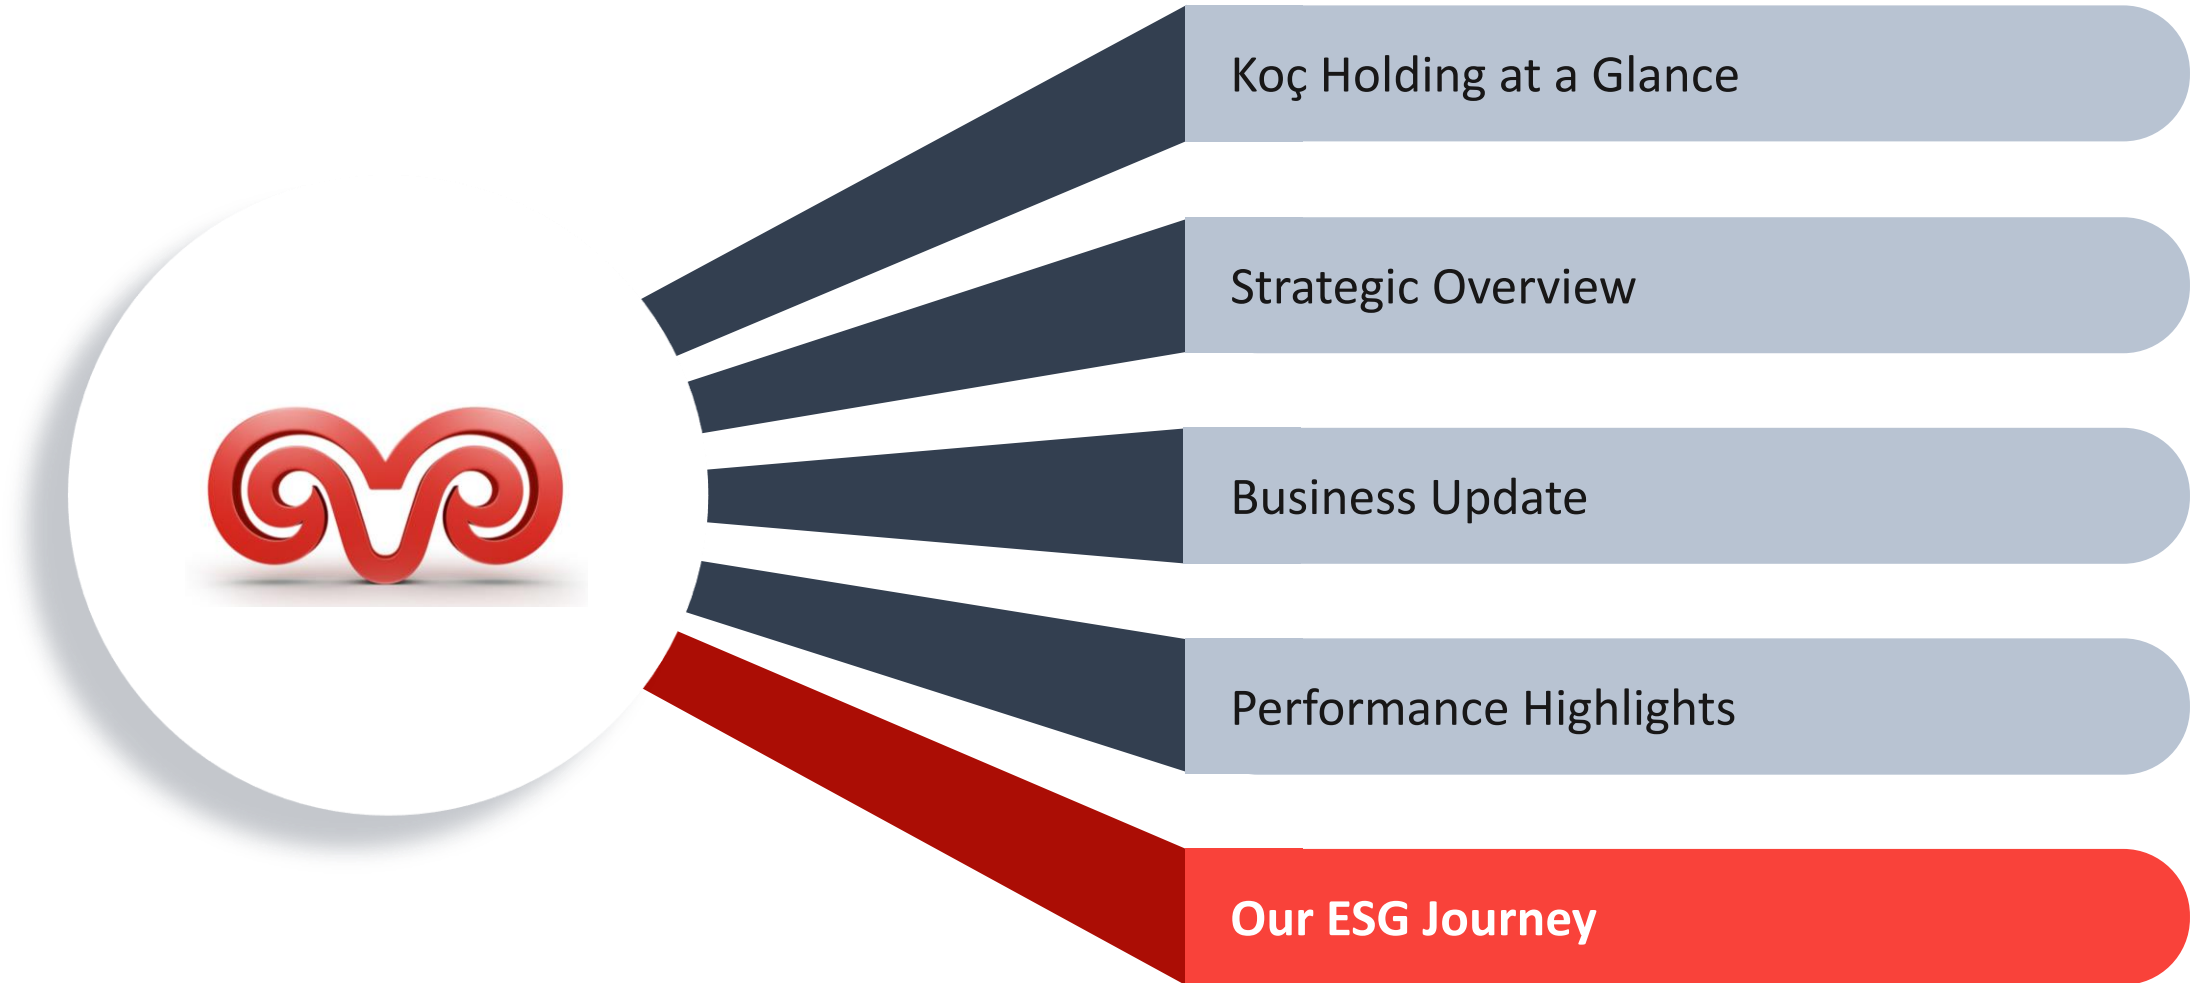 Koç Holding at a Glance
Strategic Overview
Business Update
Performance Highlights
Our ESG Journey